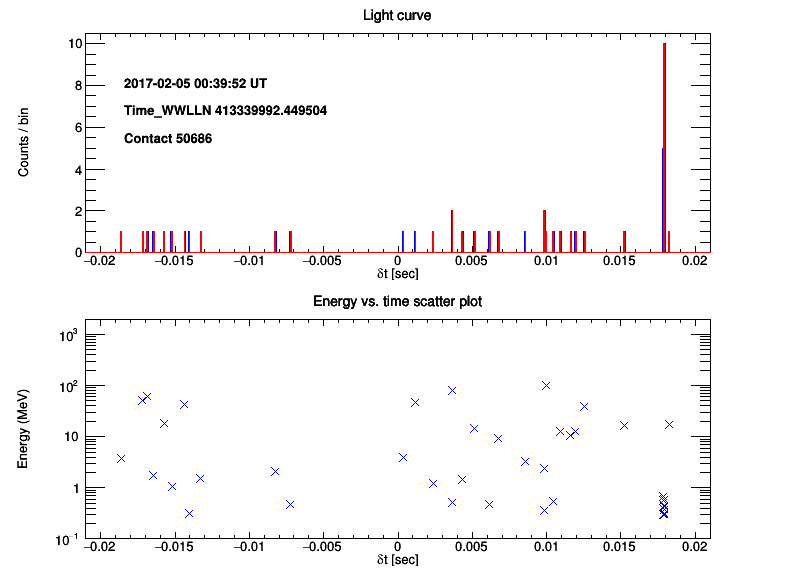 Light curve
Counts / bin
10
8
6
4
2
0
2017-02-05 00:39:52 UT
Time_WWLLN 413339992.449504
Contact 50686
−0.02 −0.015 −0.01 −0.005 0 0.005 0.01 0.015 0.02
δt [sec]
Energy vs. time scatter plot
Energy (MeV)
10³
10²
10
1
10⁻¹
−0.02 −0.015 −0.01 −0.005 0 0.005 0.01 0.015 0.02
δt [sec]